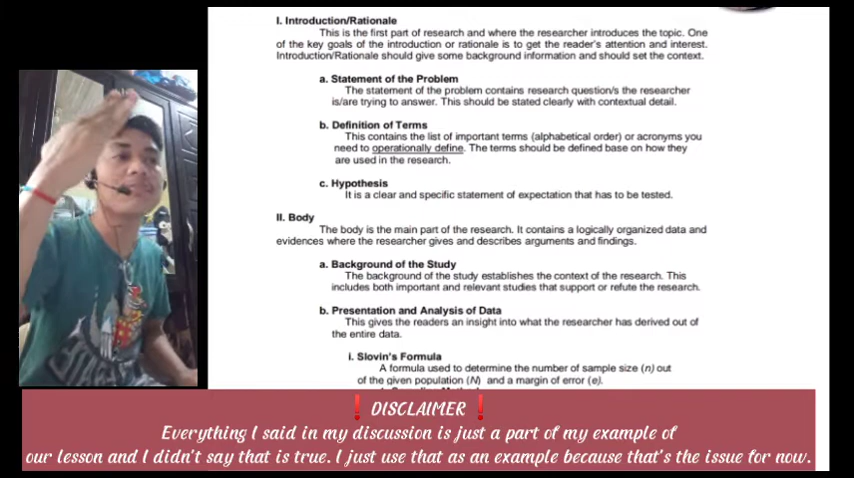 I. Introduction/Rationale
This is the first part of research and where the researcher introduces the topic. One
of the key goals of the introduction or rationale is to get the reader's attention and interest.
Introduction/Rationale should give some background information and should set the context.
a. Statement of the Problem
The statement of the problem contains research question/s the researcher
is/are trying to answer. This should be stated clearly with contextual detail.
b. Definition of Terms
This contains the list of important terms (alphabetical order) or acronyms you
need to operationally define. The terms should be defined base on how they
are used in the research.
c. Hypothesis
It is a clear and specific statement of expectation that has to be tested.
II. Body
The body is the main part of the research. It contains a logically organized data and
evidences where the researcher gives and describes arguments and findings.
a. Background of the Study
The background of the study establishes the context of the research. This
includes both important and relevant studies that support or refute the research.
b. Presentation and Analysis of Data
This gives the readers an insight into what the researcher has derived out of
the entire data.
i. Slovin's Formula
A formula used to determine the number of sample size (n) out
of the given population (N) and a margin of error (e).
❗DISCLAIMER❗
Everything I said in my discussion is just a part of my example of
our lesson and I didn't say that is true. I just use that as an example because that's the issue for now.